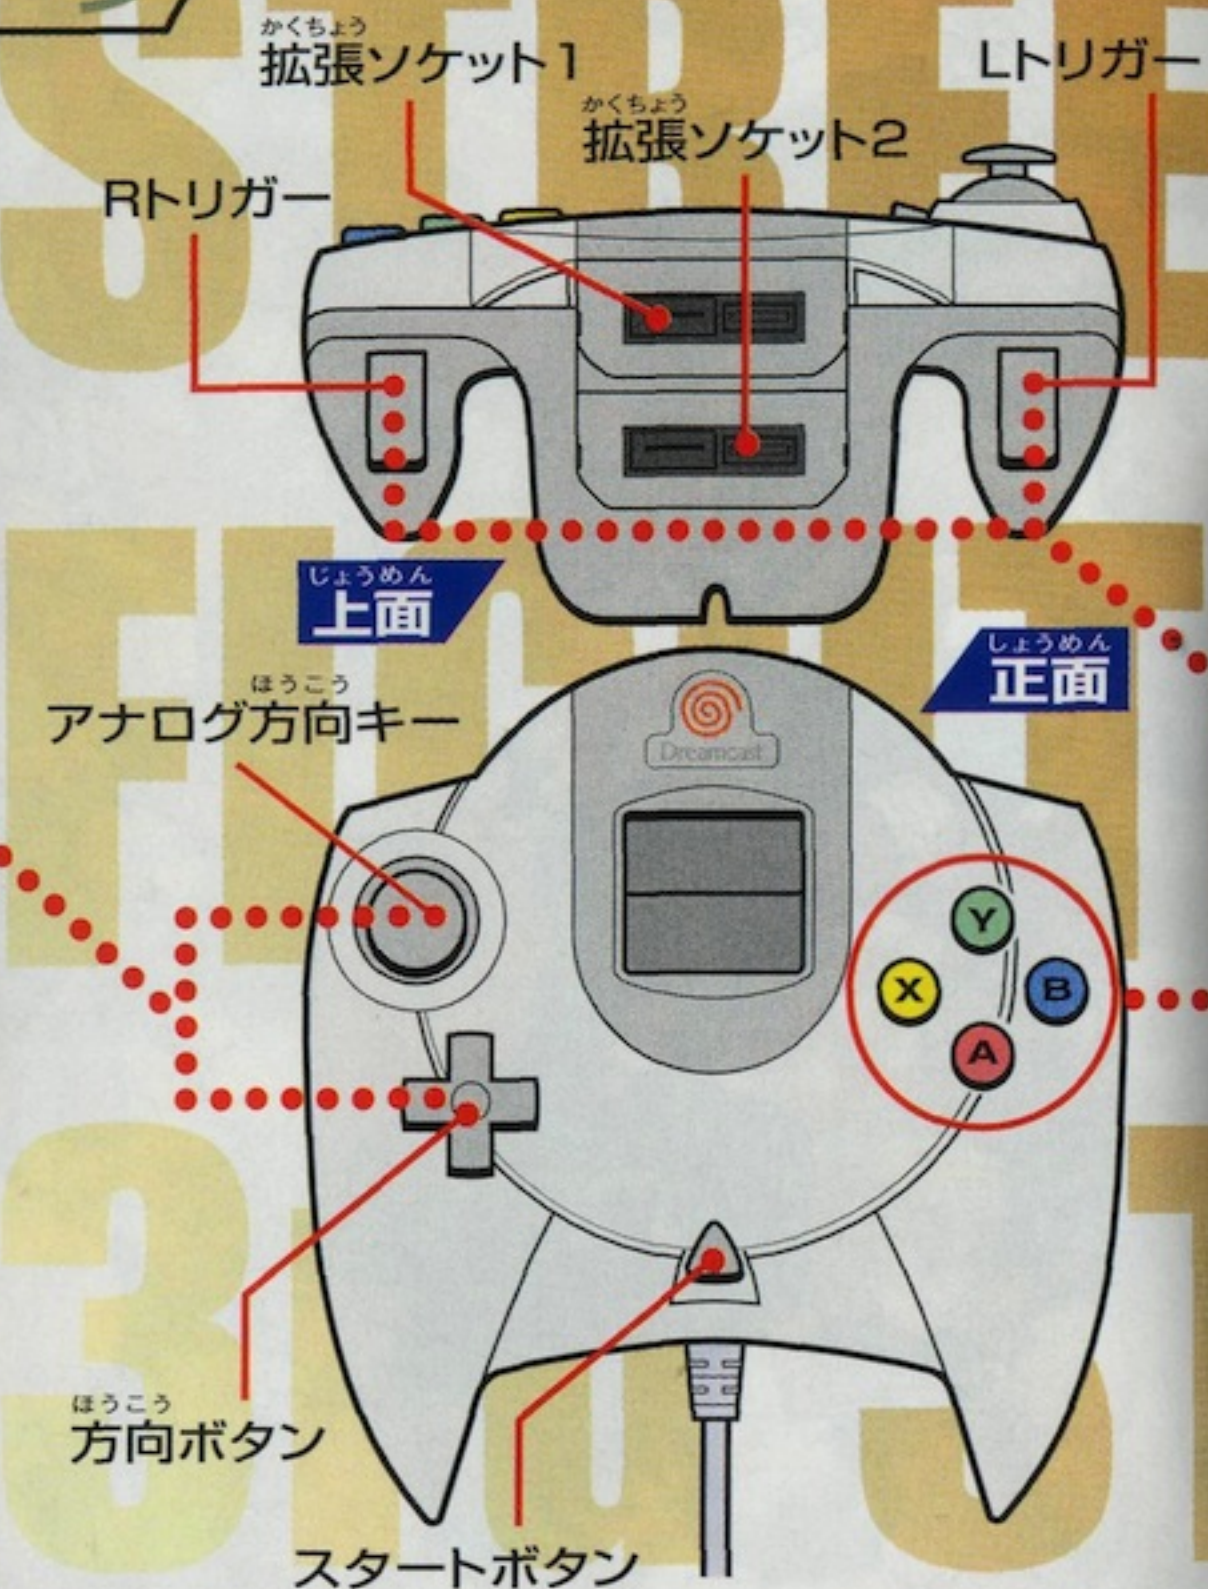 かくちょう
拡張ソケット1
Lトリガー
かくちょう
拡張ソケット2
Rトリガー
じょうめん
上面
しょうめん
正面
ほうこう
アナログ方向キー
Dreamcast
Y
X
B
A
ほうこう
方向ボタン
スタートボタン
STREE
FIGHT
3rd ST